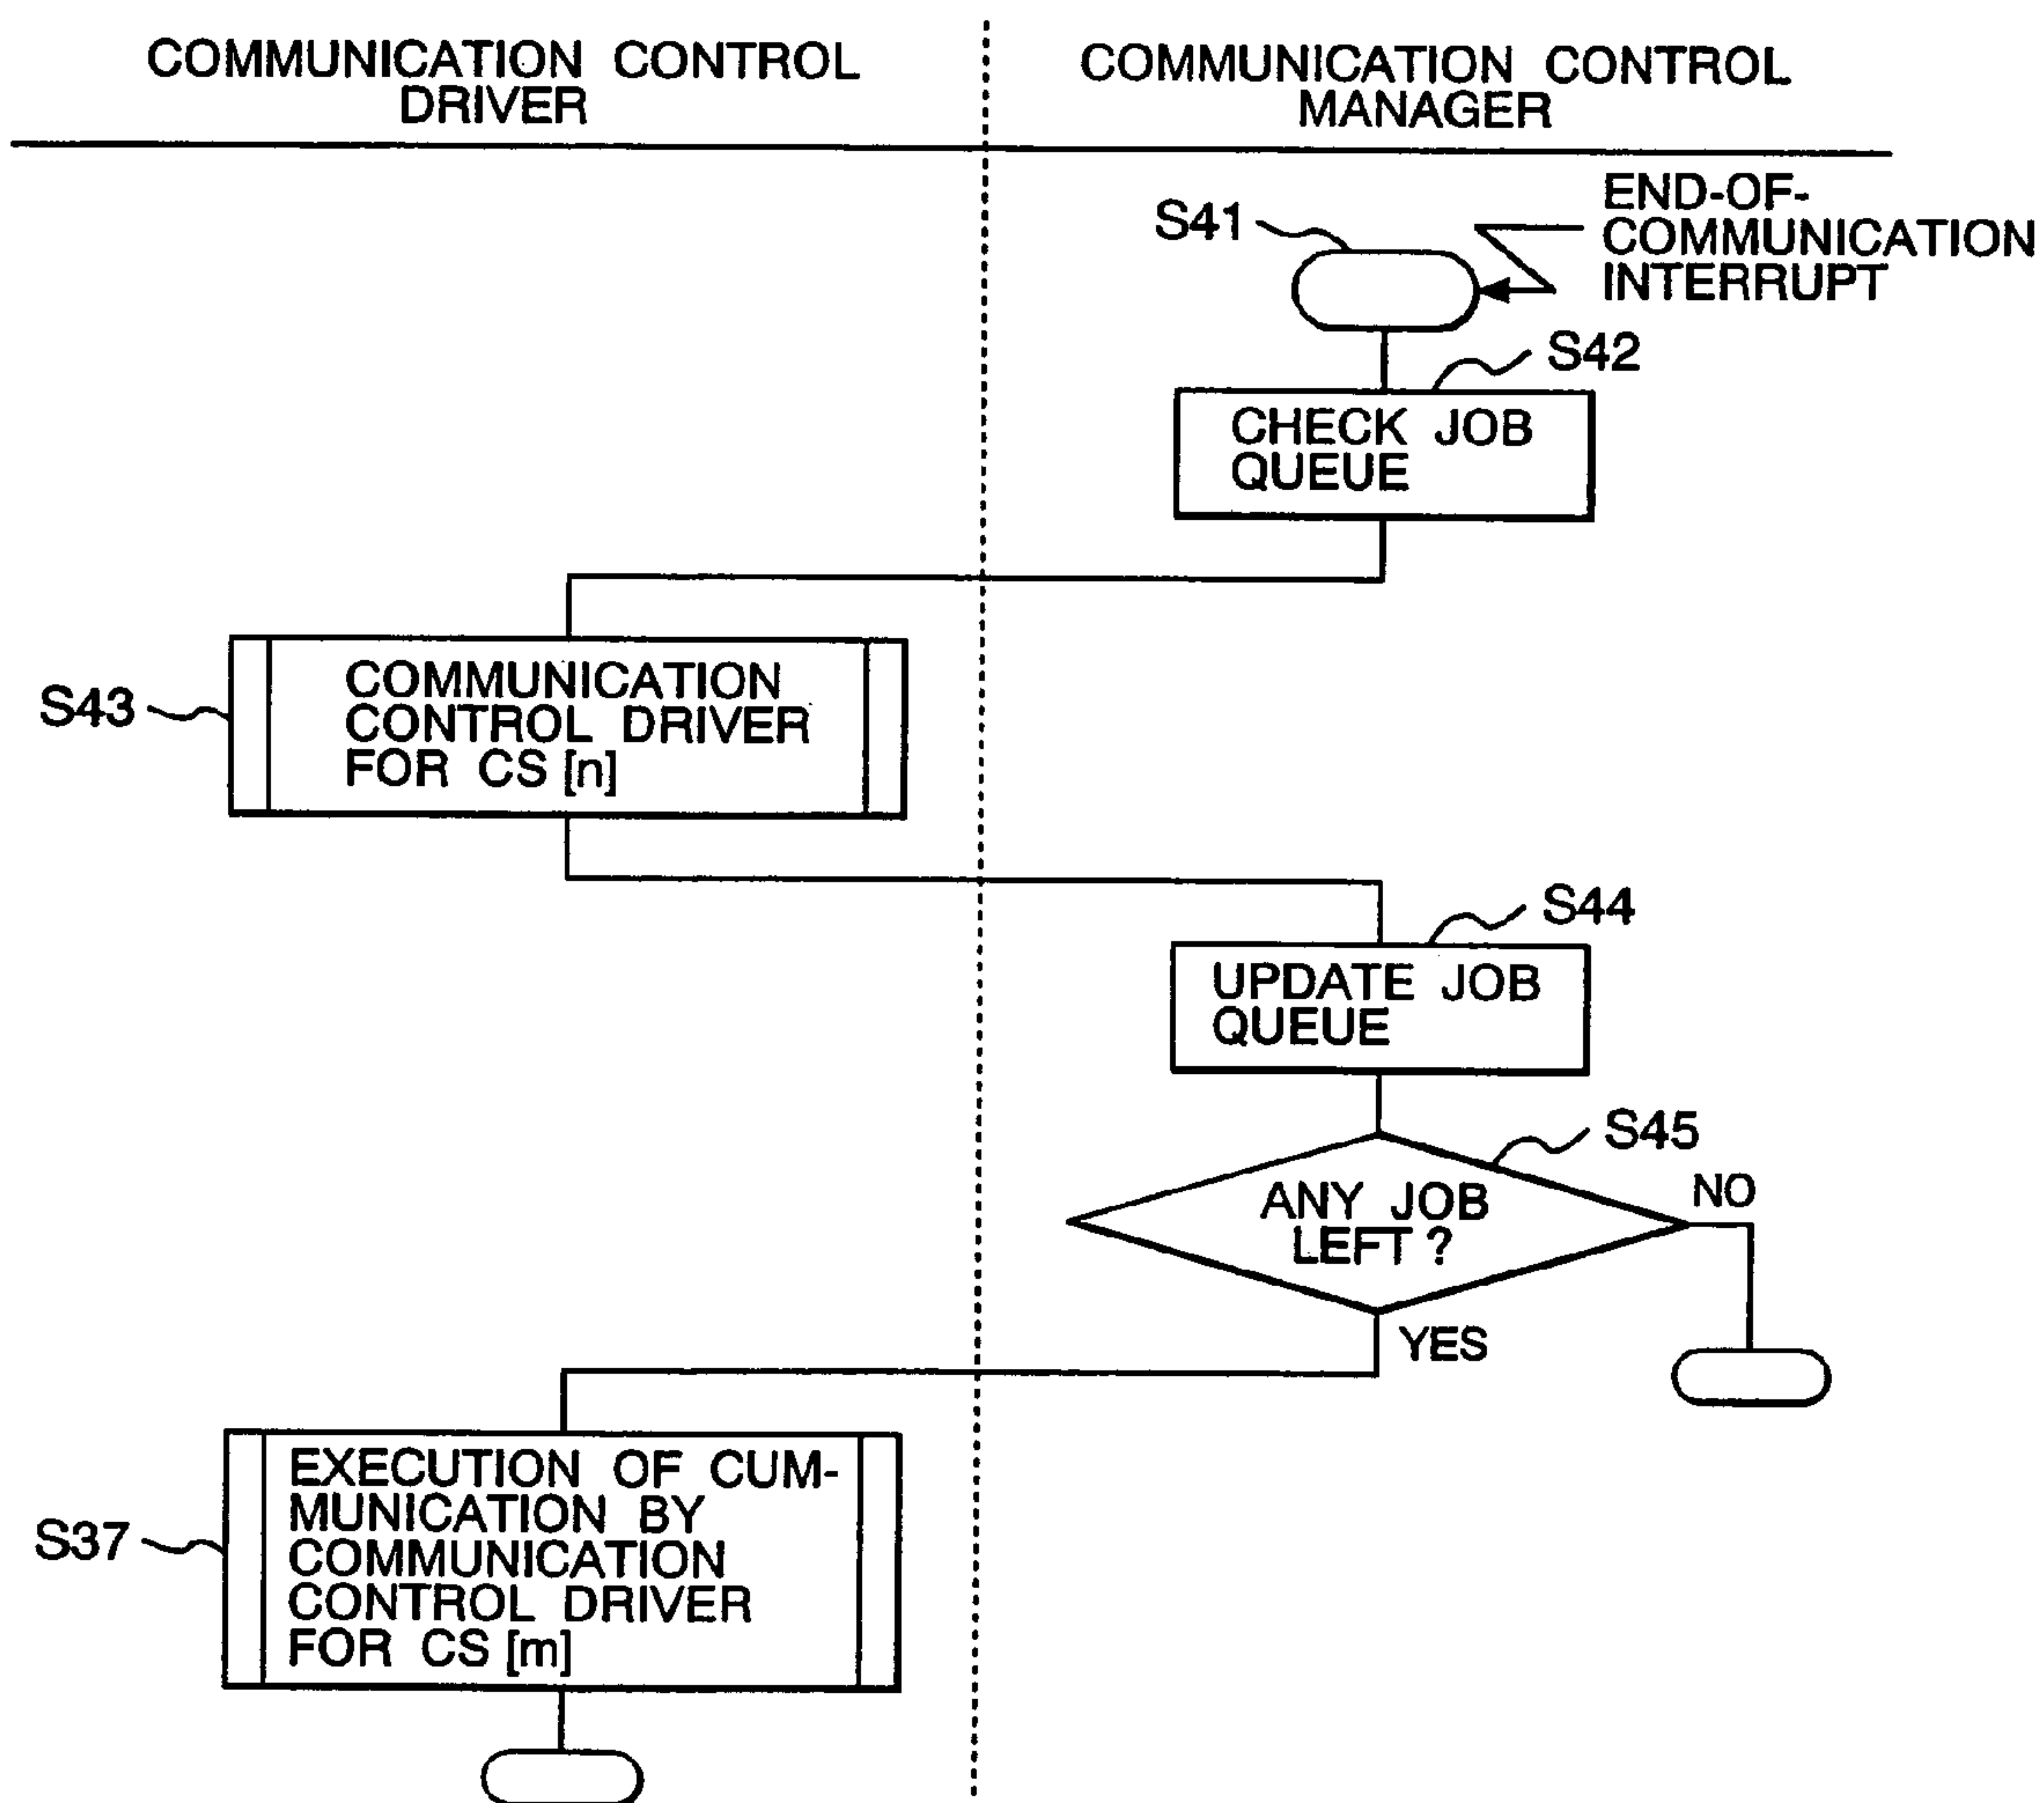 COMMUNICATION CONTROL
DRIVER
COMMUNICATION CONTROL
MANAGER
S41
END-OF-
COMMUNICATION
INTERRUPT
S42
CHECK JOB
QUEUE
S43
COMMUNICATION
CONTROL DRIVER
FOR CS [n]
S44
UPDATE JOB
QUEUE
S45
ANY JOB
LEFT ?
NO
YES
S37
EXECUTION OF CUM-
MUNICATION BY
COMMUNICATION
CONTROL DRIVER
FOR CS [m]